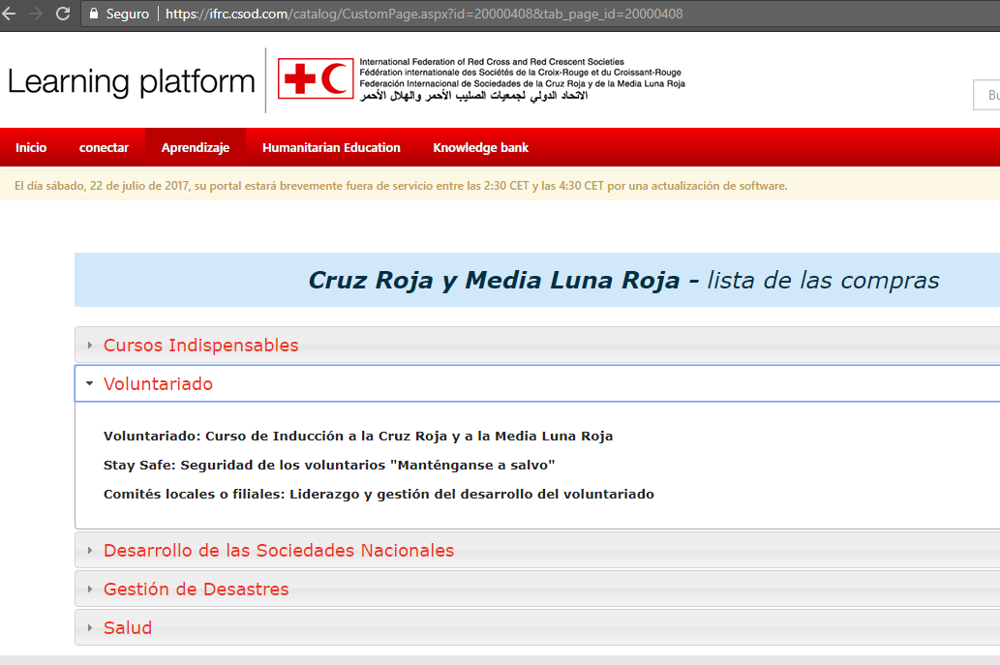 Seguro
https://ifrc.csod.com/catalog/CustomPage.aspx?id=20000408&tab_page_id=20000408
Learning platform
International Federation of Red Cross and Red Crescent Societies
Fédération internationale des Sociétés de la Croix-Rouge et du Croissant-Rouge
Federación Internacional de Sociedades de la Cruz Roja y de la Media Luna Roja
الاتحاد الدولي لجمعيات الصليب الأحمر والهلال الأحمر
Bu
Inicio conectar Aprendizaje Humanitarian Education Knowledge bank
El día sábado, 22 de julio de 2017, su portal estará brevemente fuera de servicio entre las 2:30 CET y las 4:30 CET por una actualización de software.
Cruz Roja y Media Luna Roja – lista de las compras
Cursos Indispensables
Voluntariado
Voluntariado: Curso de Inducción a la Cruz Roja y a la Media Luna Roja
Stay Safe: Seguridad de los voluntarios "Manténganse a salvo"
Comités locales o filiales: Liderazgo y gestión del desarrollo del voluntariado
Desarrollo de las Sociedades Nacionales
Gestión de Desastres
Salud